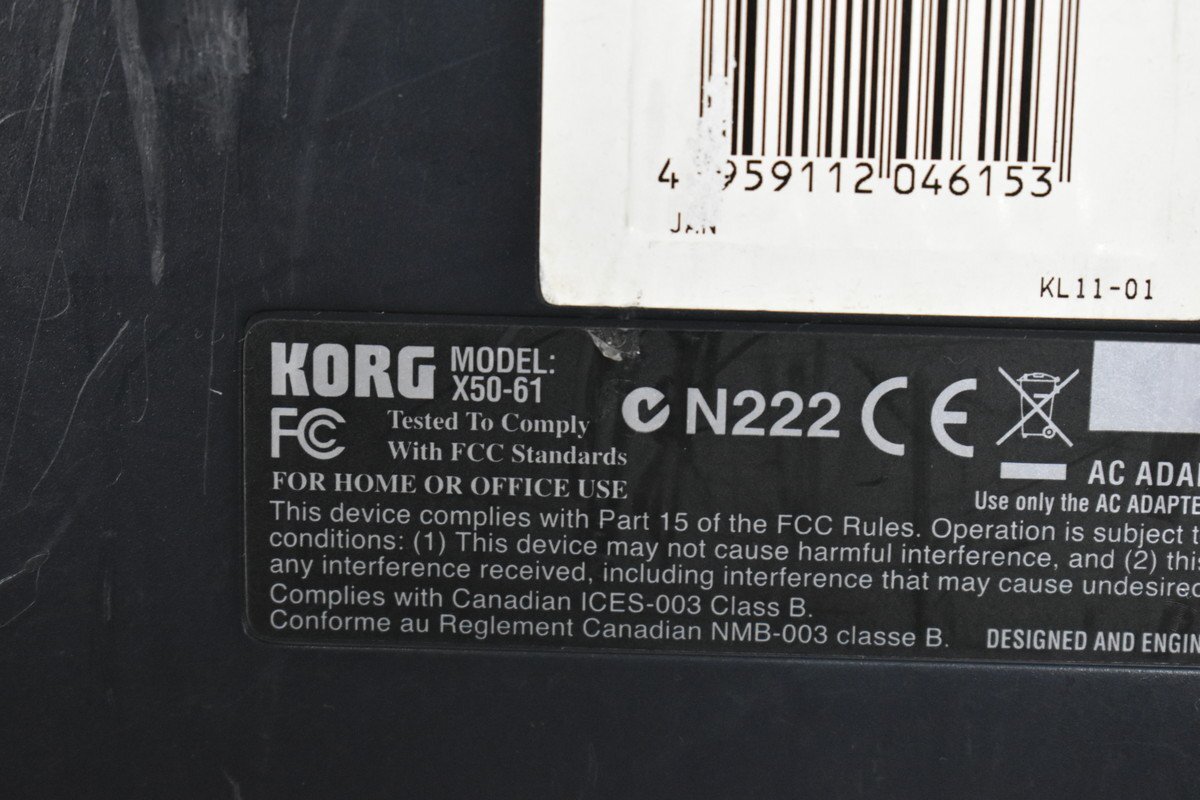 4 959112 046153
JAN
KL11-01
KORG MODEL:
X50-61
FC Tested To Comply
With FCC Standards
FOR HOME OR OFFICE USE
N222 CE
AC ADAP
Use only the AC ADAPTE
This device complies with Part 15 of the FCC Rules. Operation is subject t
conditions: (1) This device may not cause harmful interference, and (2) this
any interference received, including interference that may cause undesired
Complies with Canadian ICES-003 Class B.
Conforme au Reglement Canadian NMB-003 classe B.
DESIGNED AND ENGIN